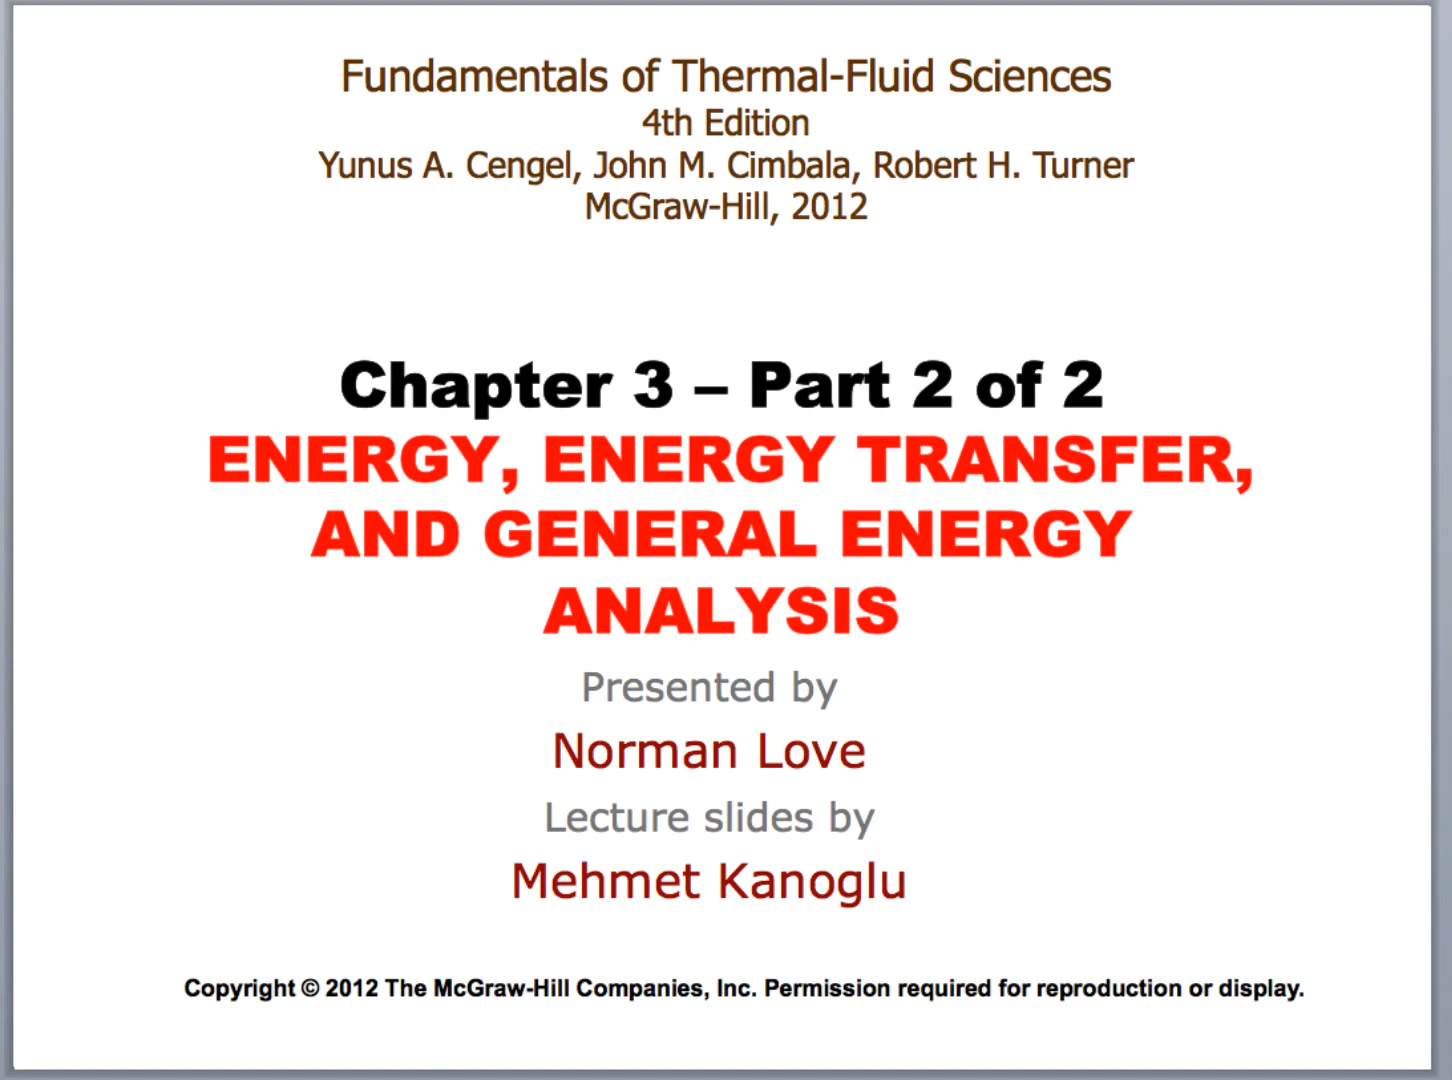 Fundamentals of Thermal-Fluid Sciences
4th Edition
Yunus A. Cengel, John M. Cimbala, Robert H. Turner
McGraw-Hill, 2012
Chapter 3 – Part 2 of 2
ENERGY, ENERGY TRANSFER,
AND GENERAL ENERGY
ANALYSIS
Presented by
Norman Love
Lecture slides by
Mehmet Kanoglu
Copyright © 2012 The McGraw-Hill Companies, Inc. Permission required for reproduction or display.